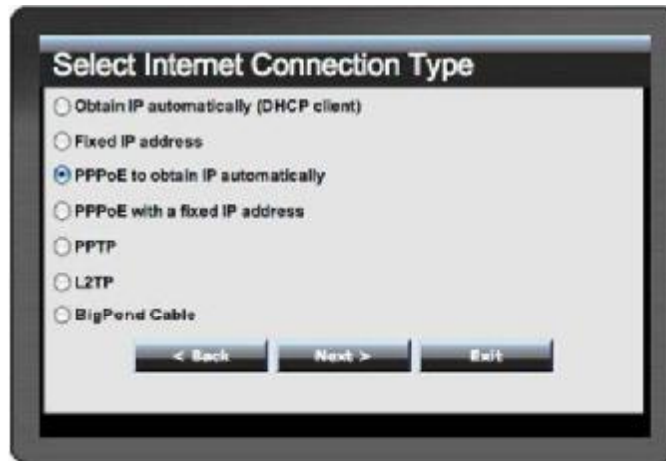 Select Internet Connection Type
Obtain IP automatically (DHCP client)
Fixed IP address
PPPoE to obtain IP automatically
PPPoE with a fixed IP address
PPTP
L2TP
BigPond Cable
< Back Next > Exit